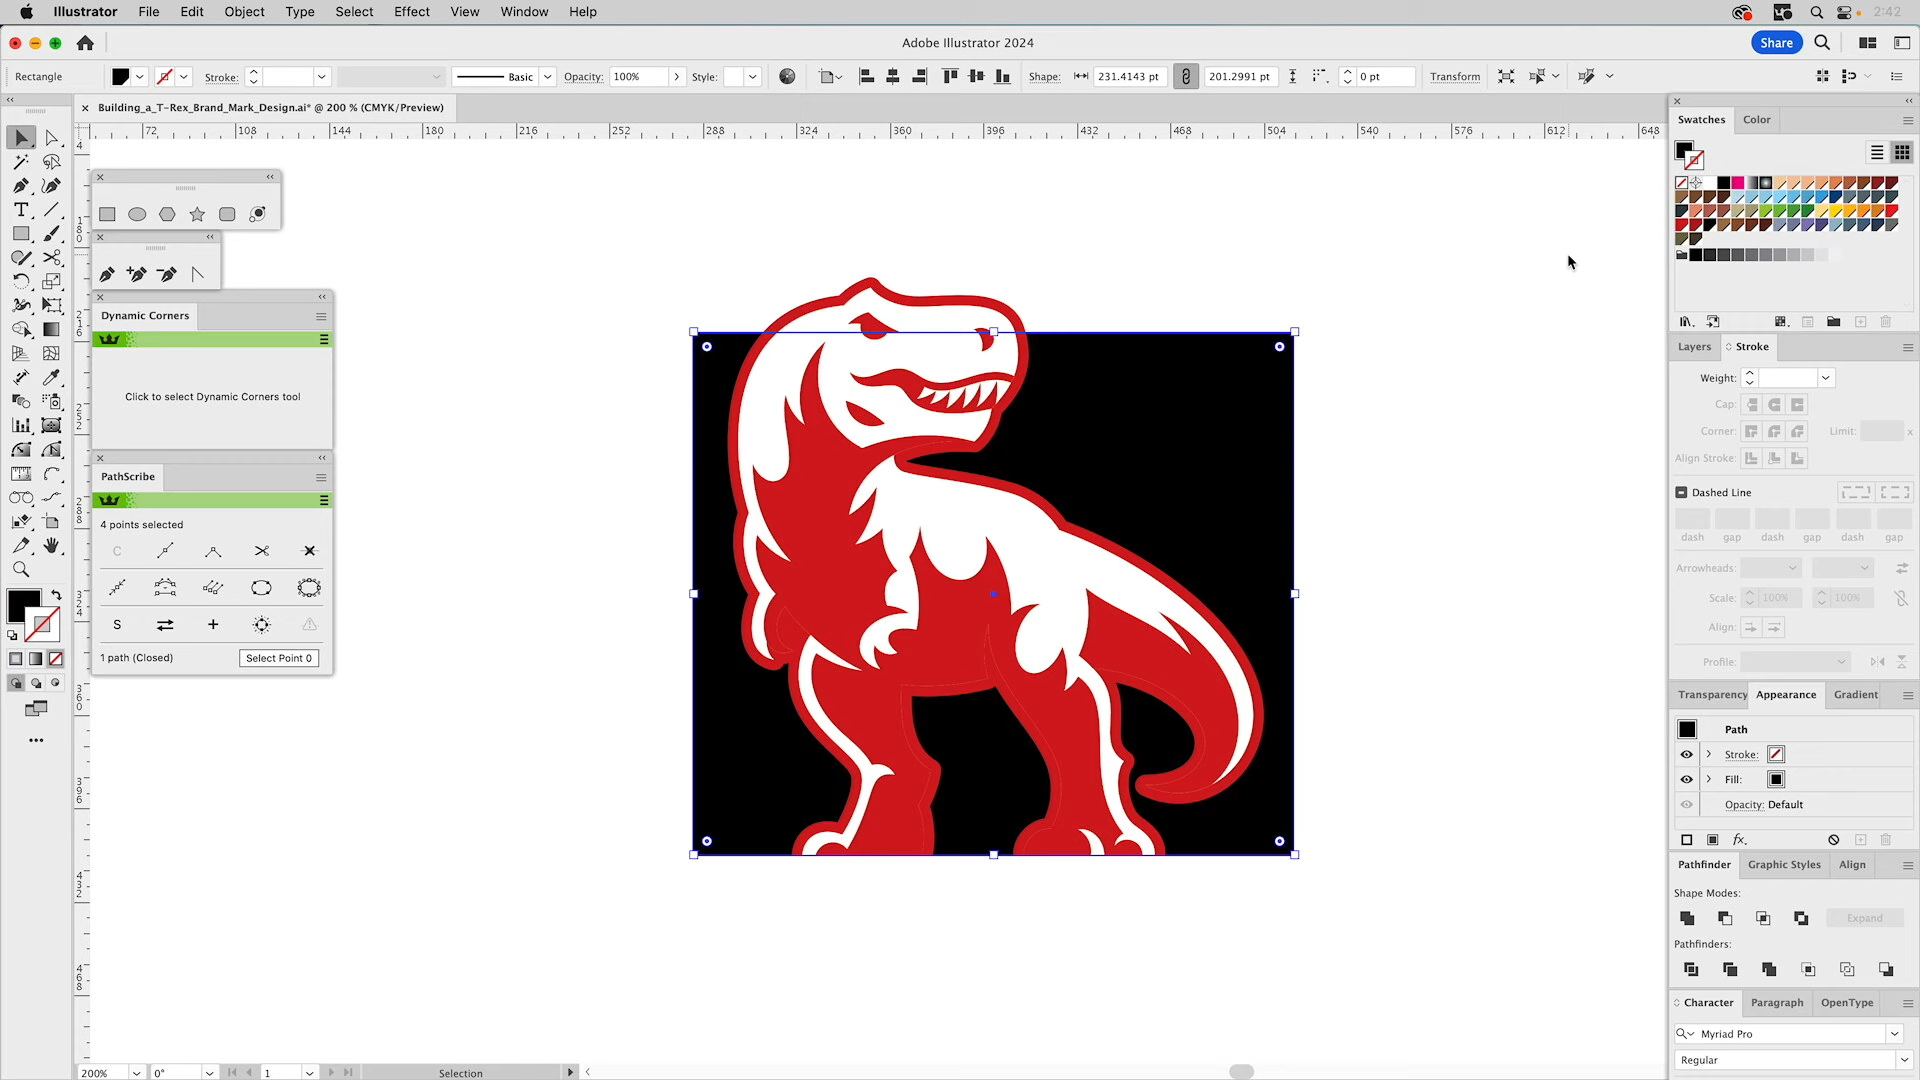 Illustrator File Edit Object Type Select Effect View Window Help 2:42
Adobe Illustrator 2024 Share
Rectangle Stroke: Basic Opacity: 100% Style: Shape: 231.4143 pt 201.2991 pt 0 pt Transform
Building_a_T-Rex_Brand_Mark_Design.ai* @ 200 % (CMYK/Preview)
72 108 144 180 216 252 288 324 360 396 432 468 504 540 576 612 648
Swatches Color
Dynamic Corners
Click to select Dynamic Corners tool
PathScribe
4 points selected
C
S
1 path (Closed) Select Point 0
Layers Stroke
Weight:
Cap:
Corner: Limit: x
Align Stroke:
Dashed Line
dash gap dash gap dash gap
Arrowheads:
Scale: 100% 100%
Align:
Profile:
Transparency Appearance Gradient
Path
Stroke:
Fill:
Opacity: Default
fx
Pathfinder Graphic Styles Align
Shape Modes:
Expand
Pathfinders:
Character Paragraph OpenType
Myriad Pro
Regular
200% 0° 1 Selection